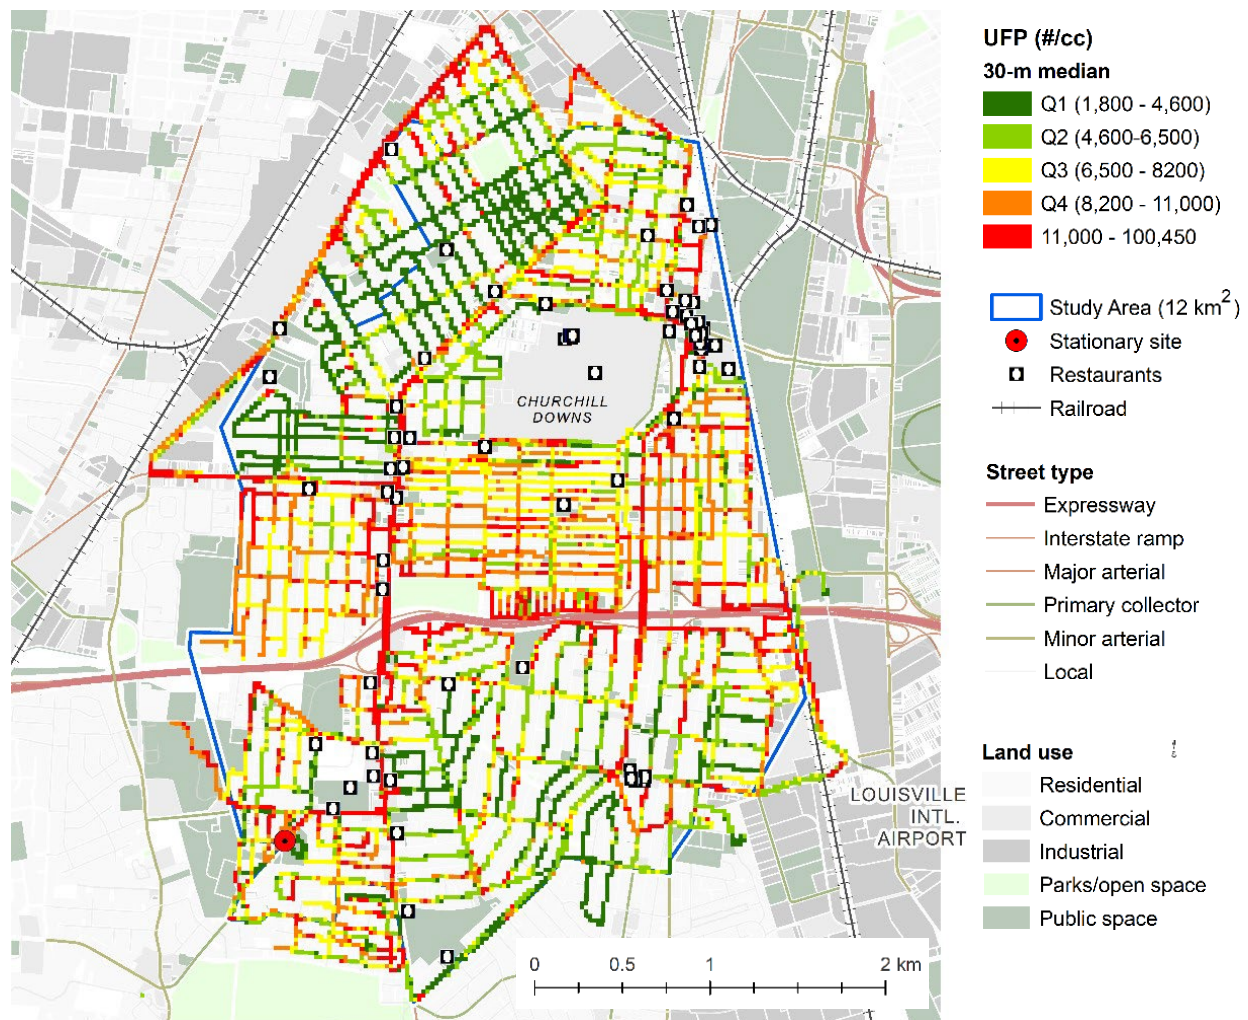 UFP (#/cc)
30-m median
Q1 (1,800 - 4,600)
Q2 (4,600-6,500)
Q3 (6,500 - 8200)
Q4 (8,200 - 11,000)
11,000 - 100,450
Study Area (12 km²)
Stationary site
Restaurants
Railroad
Street type
Expressway
Interstate ramp
Major arterial
Primary collector
Minor arterial
Local
Land use
Residential
Commercial
Industrial
Parks/open space
Public space
CHURCHILL
DOWNS
LOUISVILLE
INTL.
AIRPORT
0 0.5 1 2 km